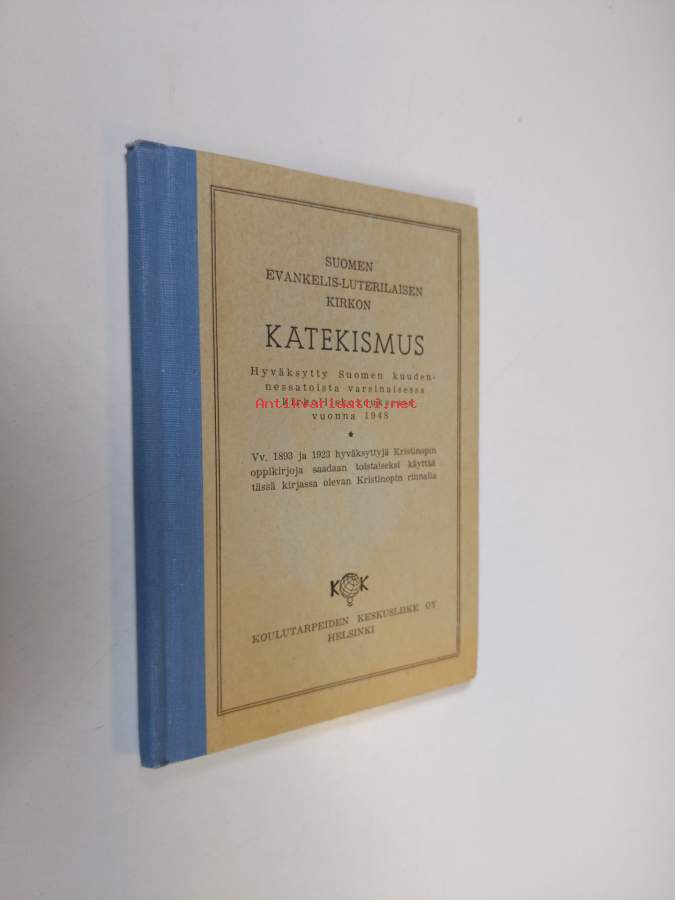 SUOMEN
EVANKELIS-LUTERILAISEN
KIRKON
KATEKISMUS
Hyväksytty Suomen kuuden-
nessatoista varsinaisessa
Antikvariaatti.net
vuonna 1948
*
Vv. 1893 ja 1923 hyväksyttyjä Kristinopin
oppikirjoja saadaan toistaiseksi käyttää
tässä kirjassa olevan Kristinopin rinnalla
K K
KOULUTARPEIDEN KESKUSLIIKE OY
HELSINKI